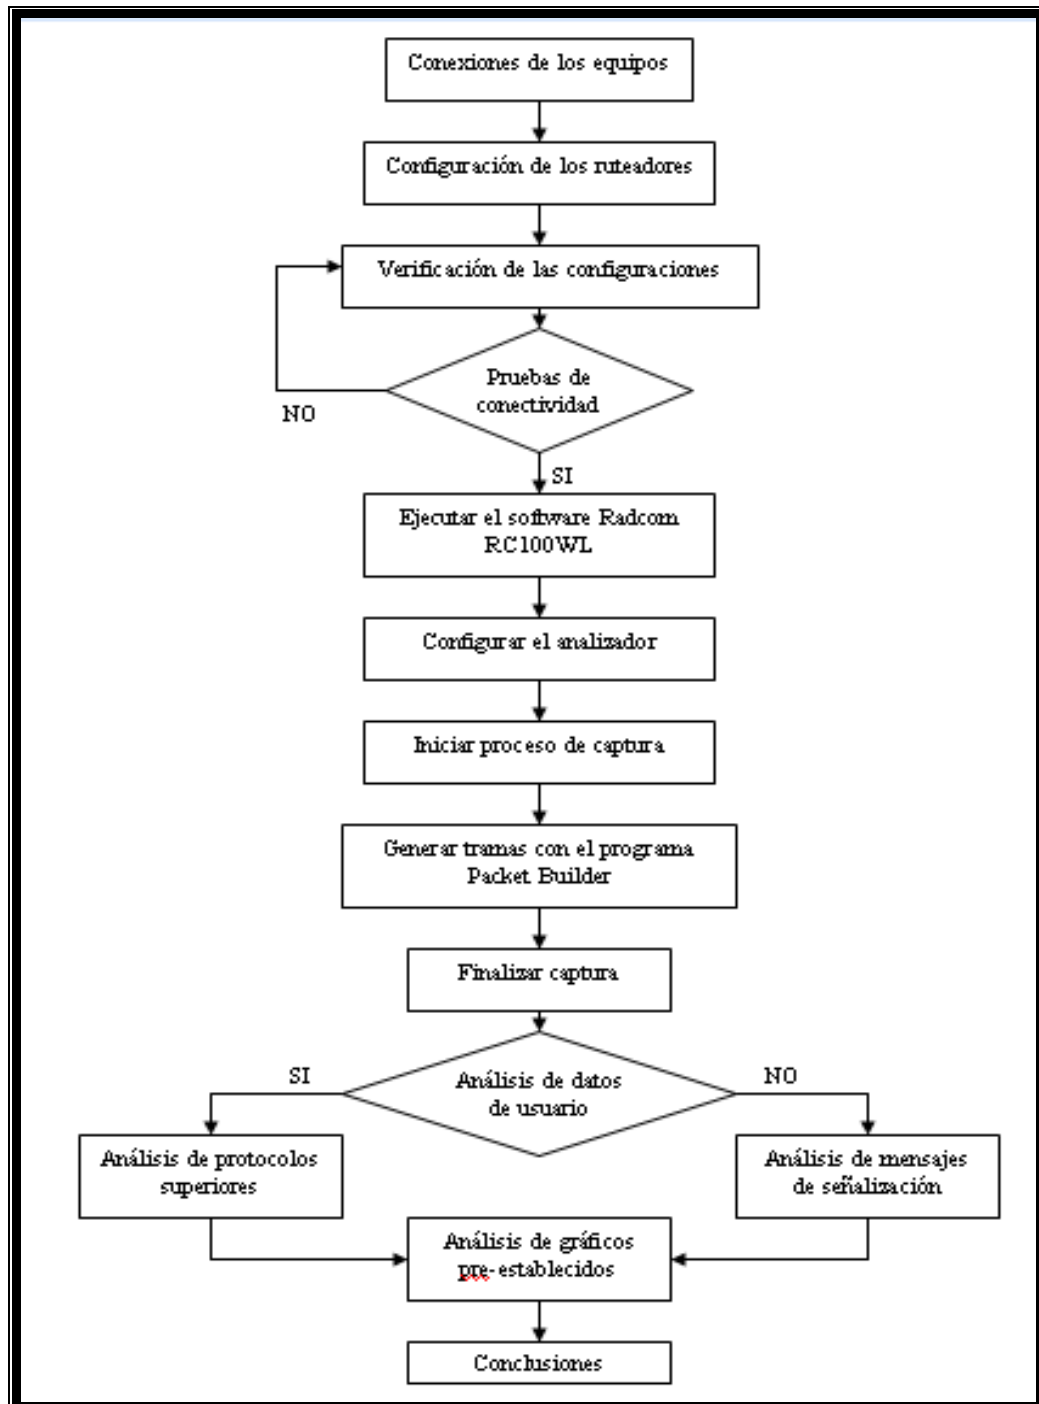 Conexiones de los equipos
Configuración de los ruteadores
Verificación de las configuraciones
Pruebas de
conectividad
NO
SI
Ejecutar el software Radcom
RC100WL
Configurar el analizador
Iniciar proceso de captura
Generar tramas con el programa
Packet Builder
Finalizar captura
SI
Análisis de datos
de usuario
NO
Análisis de protocolos
superiores
Análisis de mensajes
de señalización
Análisis de gráficos
pre-establecidos
Conclusiones